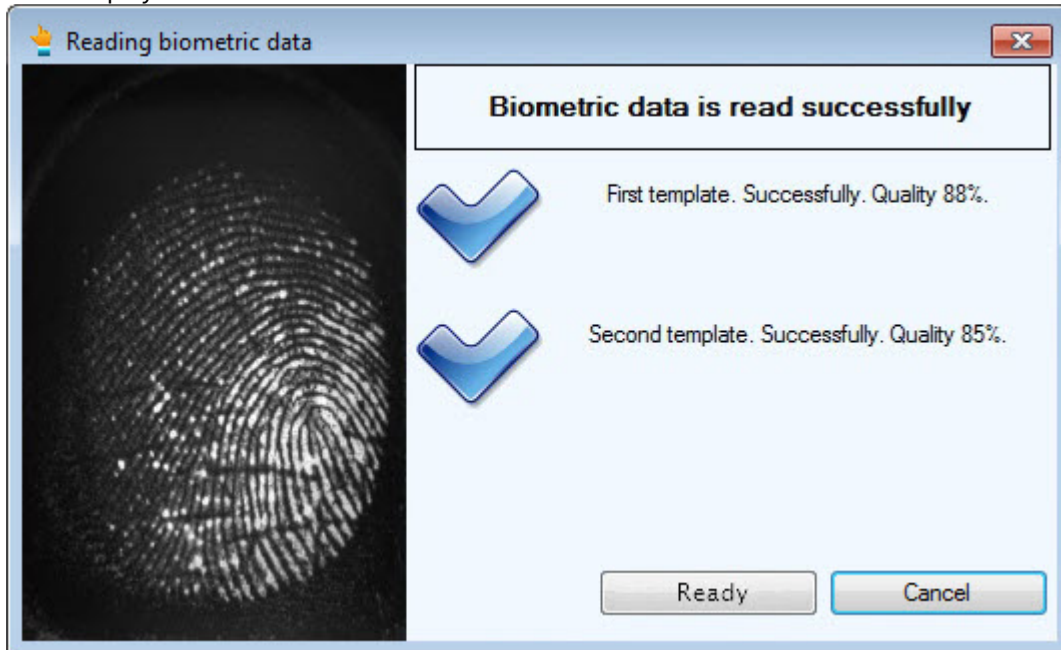 Reading biometric data
Biometric data is read successfully
First template. Successfully. Quality 88%.
Second template. Successfully. Quality 85%.
Ready
Cancel